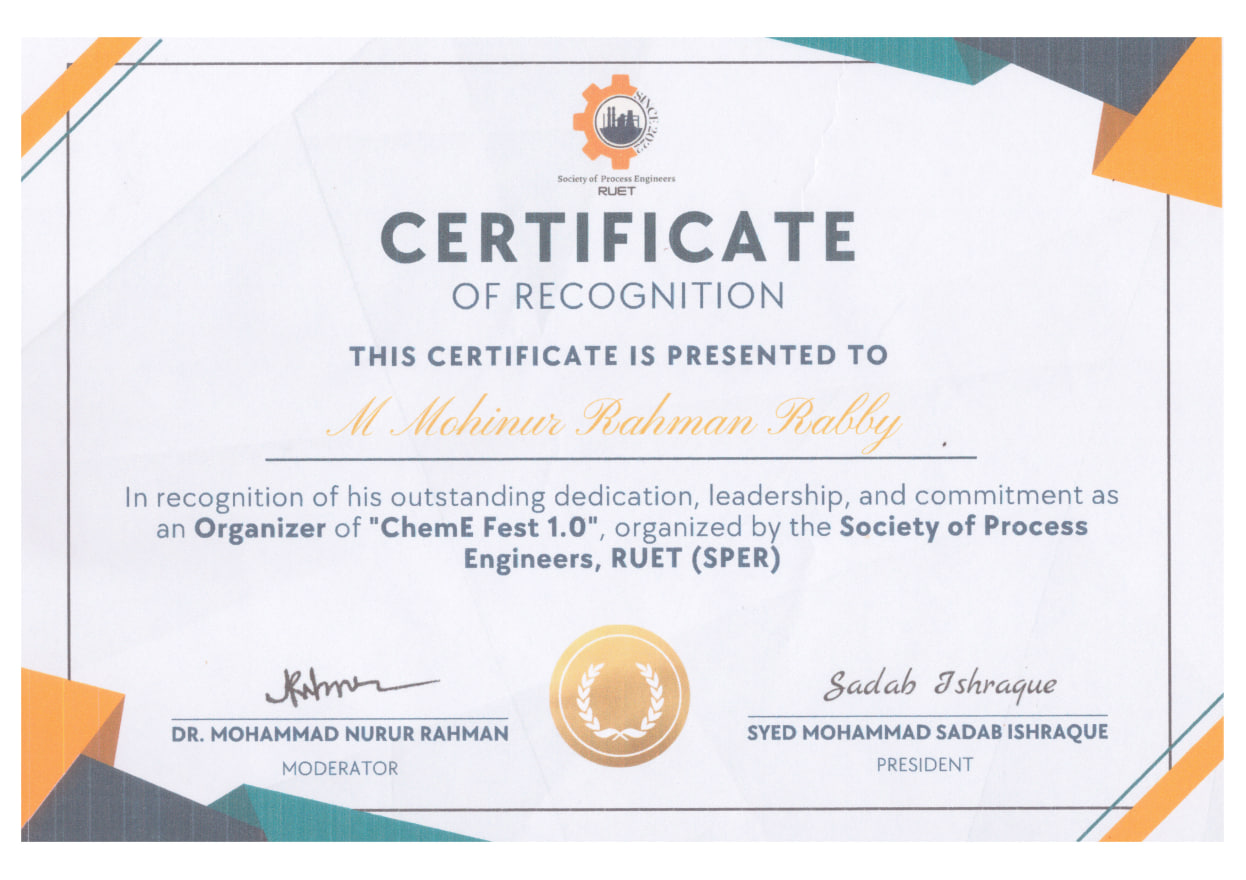 SINCE 2022
Society of Process Engineers
RUET
CERTIFICATE
OF RECOGNITION
THIS CERTIFICATE IS PRESENTED TO
M Mohinur Rahman Rabby
In recognition of his outstanding dedication, leadership, and commitment as
an Organizer of "ChemE Fest 1.0", organized by the Society of Process
Engineers, RUET (SPER)
Rahman
Sadab Ishraque
DR. MOHAMMAD NURUR RAHMAN
SYED MOHAMMAD SADAB ISHRAQUE
MODERATOR
PRESIDENT